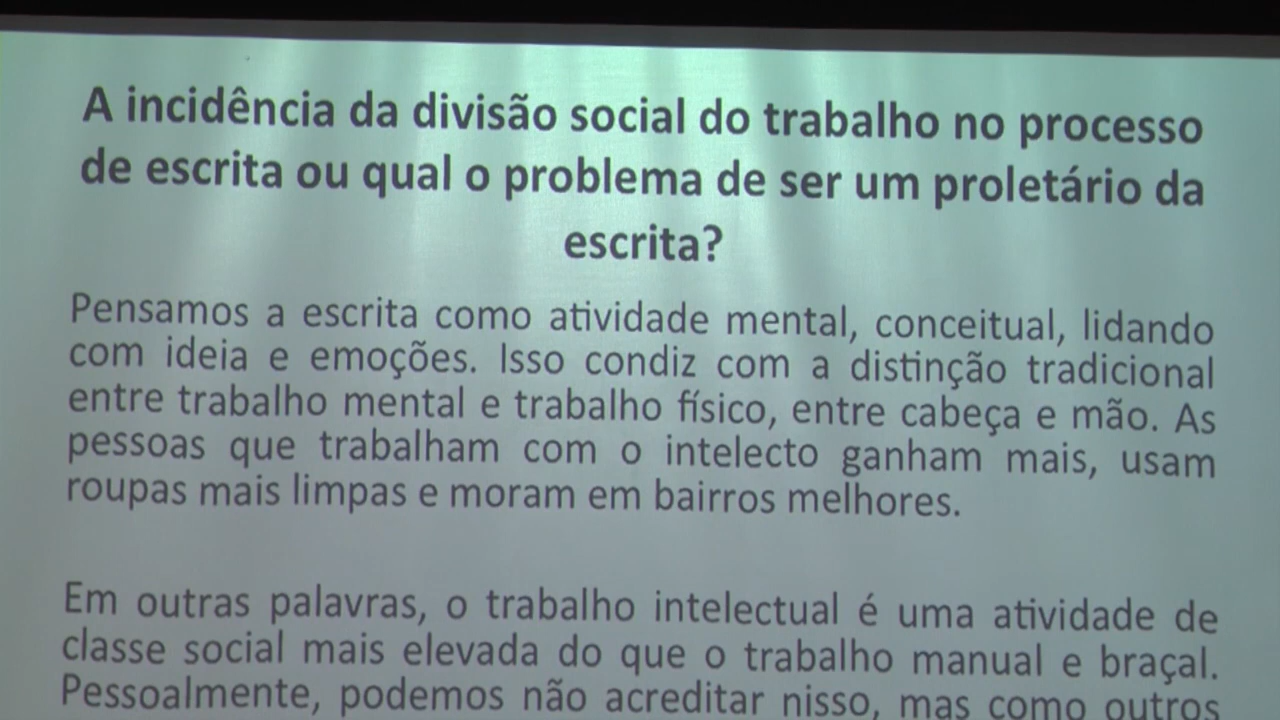 A incidência da divisão social do trabalho no processo
de escrita ou qual o problema de ser um proletário da
escrita?
Pensamos a escrita como atividade mental, conceitual, lidando
com ideia e emoções. Isso condiz com a distinção tradicional
entre trabalho mental e trabalho físico, entre cabeça e mão. As
pessoas que trabalham com o intelecto ganham mais, usam
roupas mais limpas e moram em bairros melhores.
Em outras palavras, o trabalho intelectual é uma atividade de
classe social mais elevada do que o trabalho manual e braçal.
Pessoalmente, podemos não acreditar nisso, mas como outros